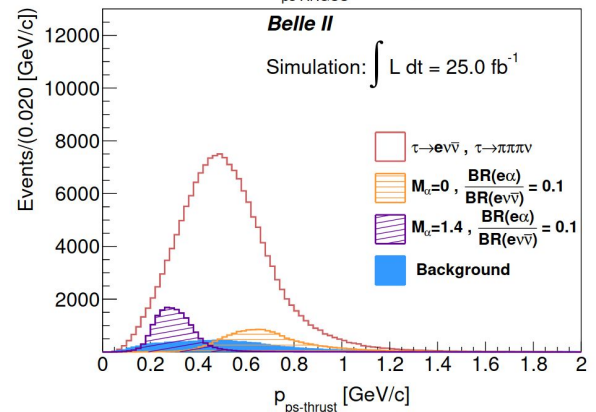 Belle II
Simulation: ∫ L dt = 25.0 fb⁻¹
Events/(0.020 [GeV/c])
12000
10000
8000
6000
4000
2000
τ→eνν̄ , τ→πππν
Mα=0 , BR(eα)/BR(eνν̄) = 0.1
Mα=1.4 , BR(eα)/BR(eνν̄) = 0.1
Background
0 0.2 0.4 0.6 0.8 1 1.2 1.4 1.6 1.8 2
p_ps-thrust [GeV/c]